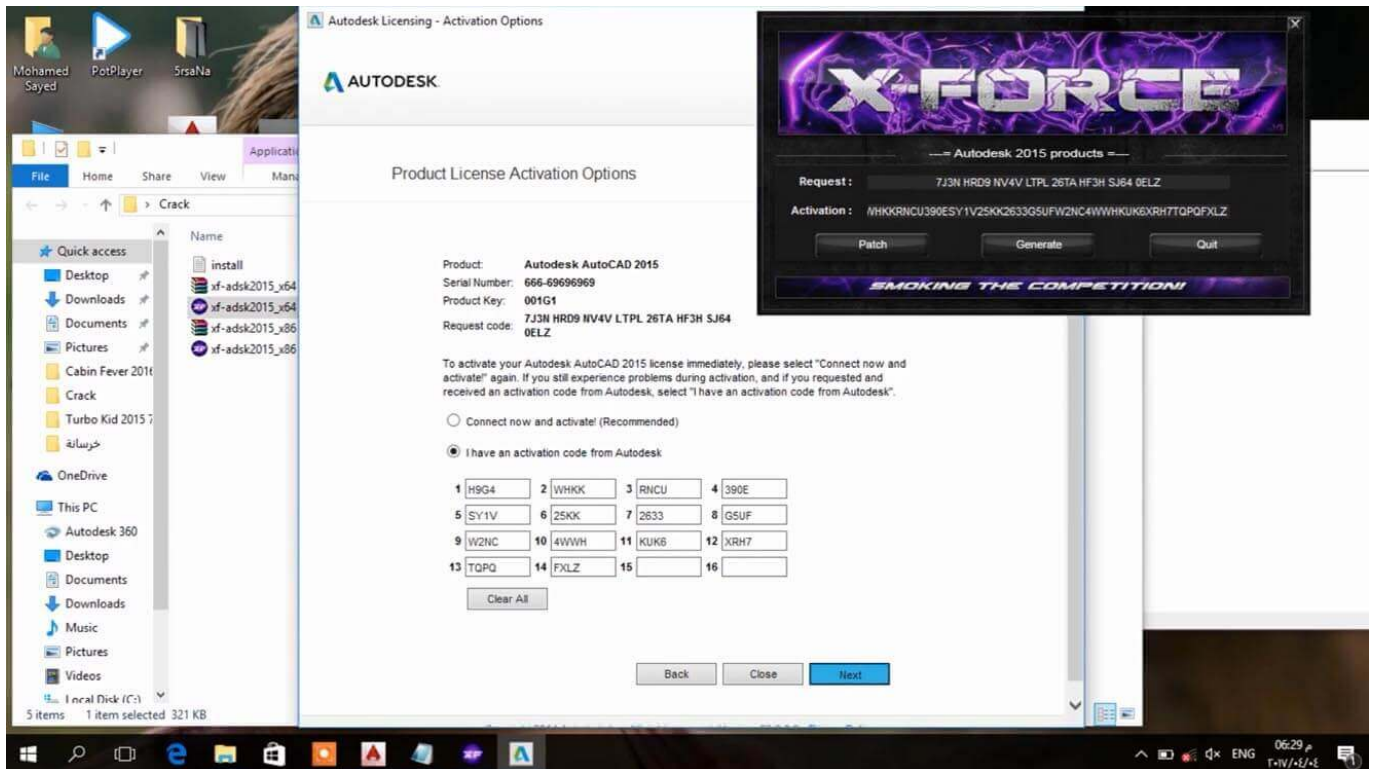 Mohamed Sayed
PotPlayer
5rsaNa
File
Home
Share
View
Crack
Quick access
Desktop
Downloads
Documents
Pictures
Cabin Fever 2016
Crack
Turbo Kid 2015 7
خرسانة
OneDrive
This PC
Autodesk 360
Desktop
Documents
Downloads
Music
Pictures
Videos
Local Disk (C:)
5 items 1 item selected 321 KB
Name
install
xf-adsk2015_x64
xf-adsk2015_x64
xf-adsk2015_x86
xf-adsk2015_x86
Autodesk Licensing - Activation Options
AUTODESK.
Product License Activation Options
Product: Autodesk AutoCAD 2015
Serial Number: 666-69696969
Product Key: 001G1
Request code: 7J3N HRD9 NV4V LTPL 26TA HF3H SJ64
0ELZ
To activate your Autodesk AutoCAD 2015 license immediately, please select "Connect now and
activate!" again. If you still experience problems during activation, and if you requested and
received an activation code from Autodesk, select "I have an activation code from Autodesk".
Connect now and activate! (Recommended)
I have an activation code from Autodesk
1 H9G4 2 WHKK 3 RNCU 4 390E
5 SY1V 6 25KK 7 2633 8 G5UF
9 W2NC 10 4WWH 11 KUK6 12 XRH7
13 TQPQ 14 FXLZ 15 16
Clear All
Back Close Next
X-FORCE
---= Autodesk 2015 products =---
Request : 7J3N HRD9 NV4V LTPL 26TA HF3H SJ64 0ELZ
Activation : WHKKRNCU390ESY1V25KK2633G5UFW2NC4WWHKUK6XRH7TQPQFXLZ
Patch Generate Quit
SMOKING THE COMPETITION!
ENG
06:29 م
٢٠١٧/٠٤/٠٤